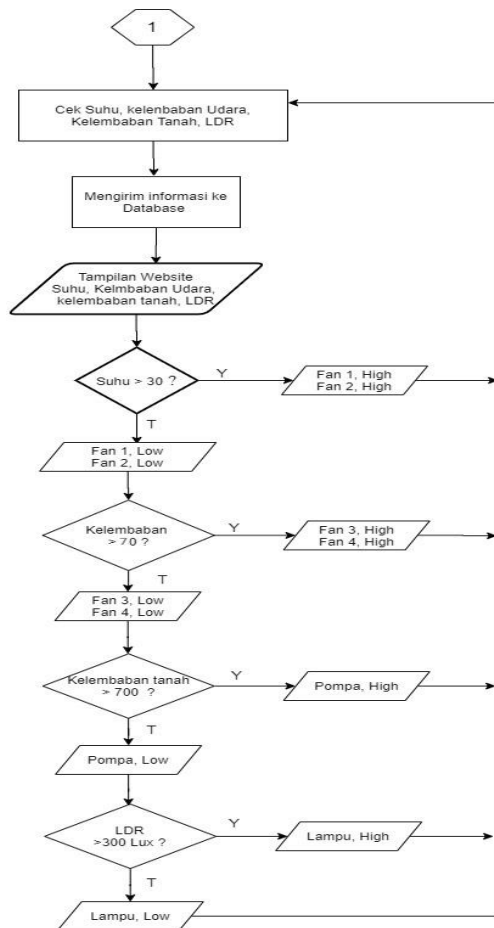 1
Cek Suhu, kelenbaban Udara,
Kelembaban Tanah, LDR
Mengirim informasi ke
Database
Tampilan Website
Suhu, Kelmbaban Udara,
kelembaban tanah, LDR
Suhu > 30 ?
Y
Fan 1, High
Fan 2, High
T
Fan 1, Low
Fan 2, Low
Kelembaban
> 70 ?
Y
Fan 3, High
Fan 4, High
T
Fan 3, Low
Fan 4, Low
Kelembaban tanah
> 700 ?
Y
Pompa, High
T
Pompa, Low
LDR
>300 Lux ?
Y
Lampu, High
T
Lampu, Low